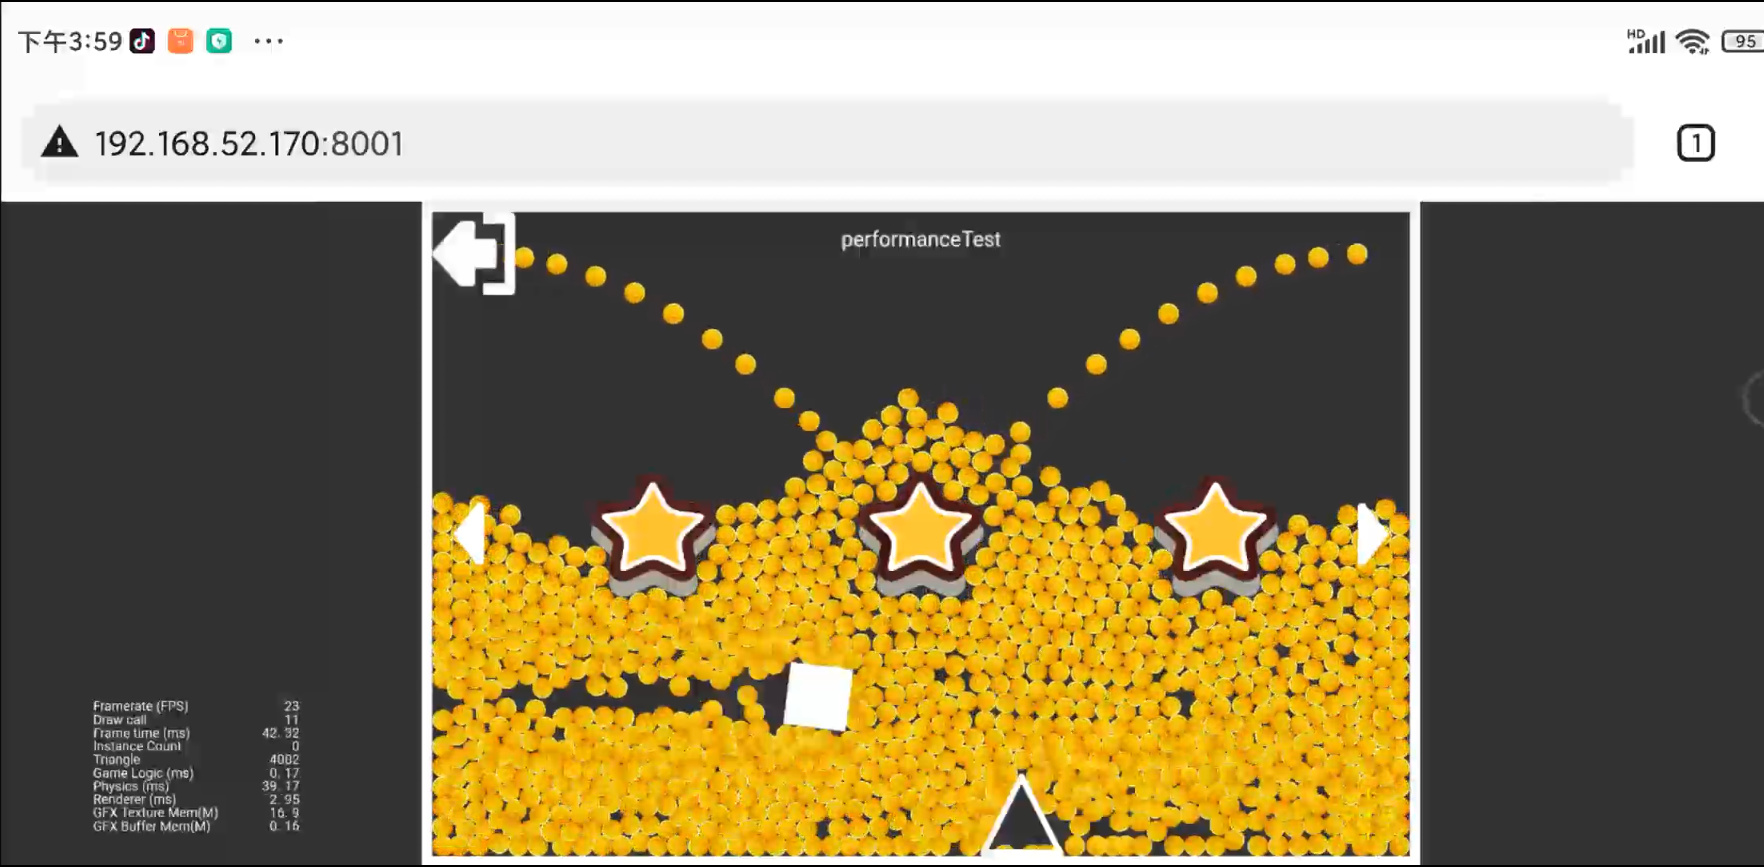 下午3:59
HD
95
192.168.52.170:8001
1
performanceTest
Framerate (FPS) 23
Draw call 11
Frame time (ms) 42.32
Instance Count 0
Triangle 4002
Game Logic (ms) 0.17
Physics (ms) 39.17
Renderer (ms) 2.95
GFX Texture Mem(M) 16.9
GFX Buffer Mem(M) 0.16